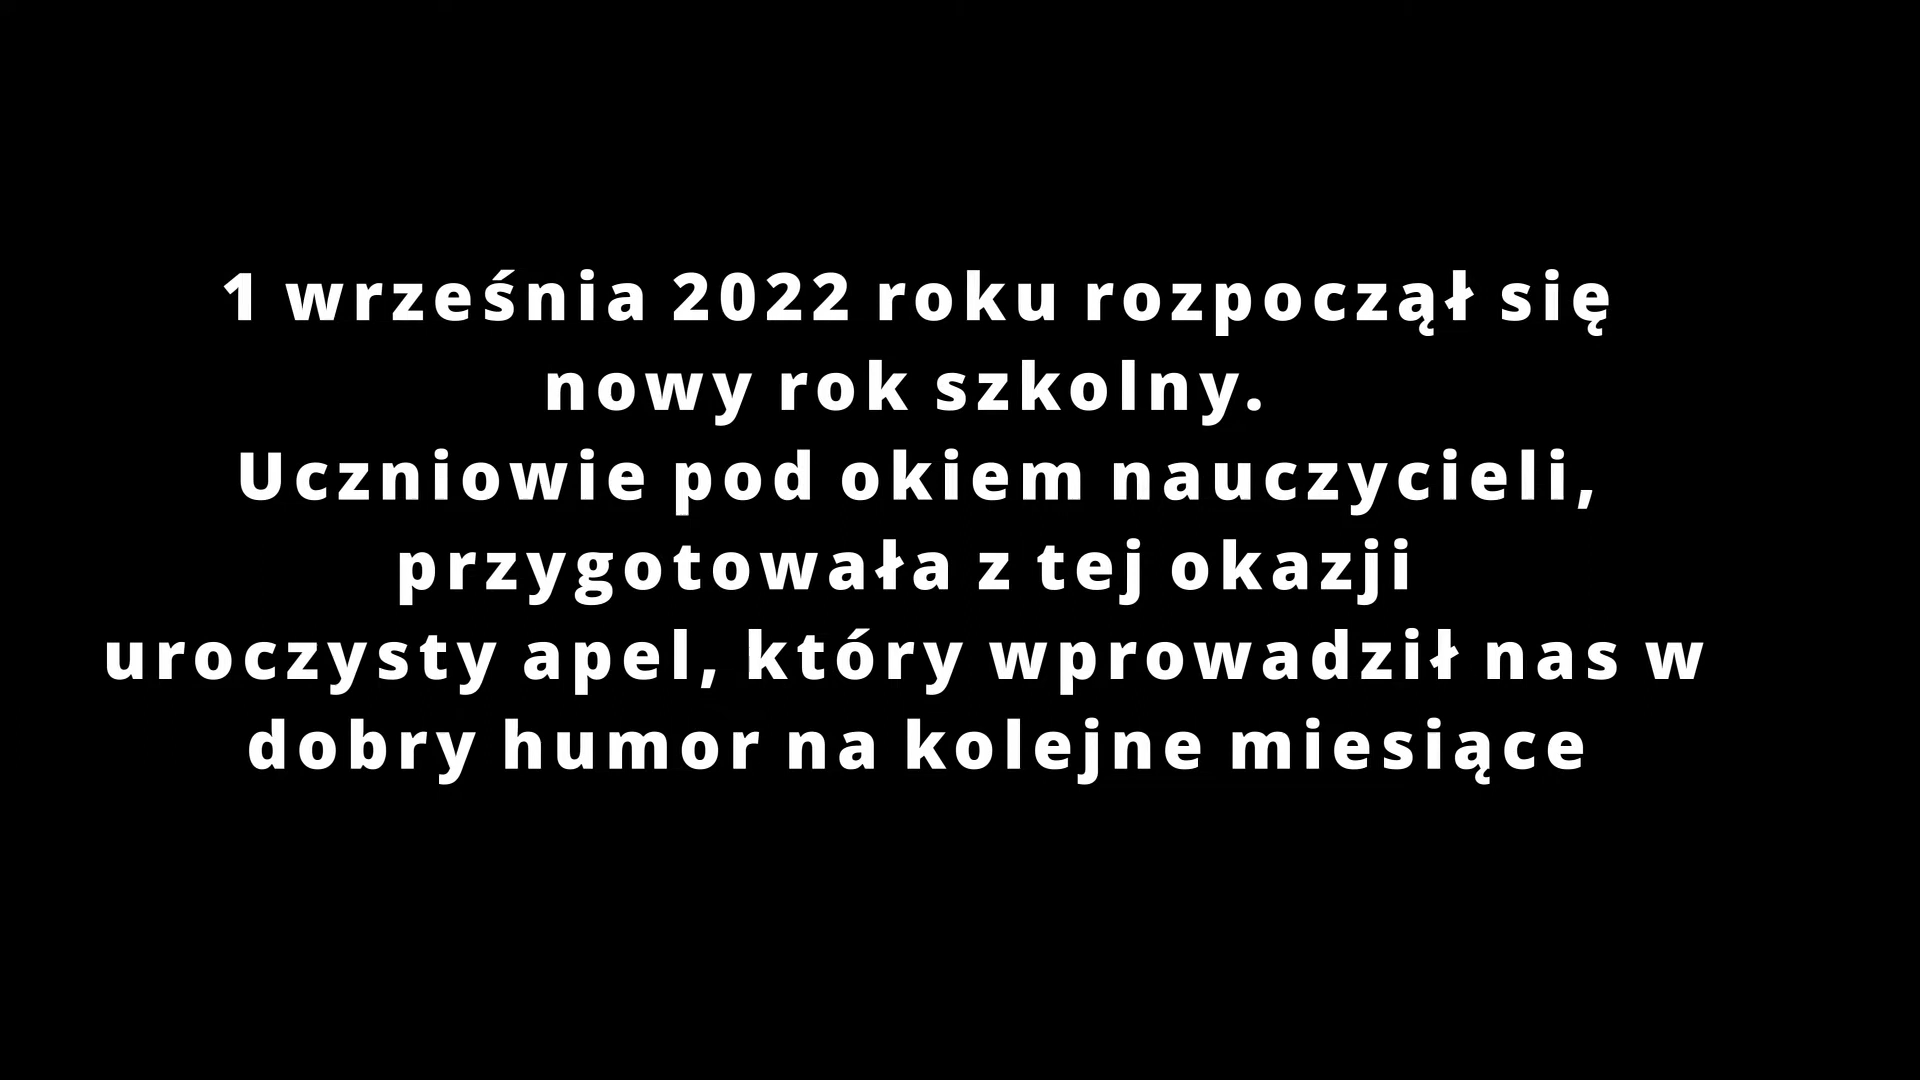 1 września 2022 roku rozpoczął się
nowy rok szkolny.
Uczniowie pod okiem nauczycieli,
przygotowała z tej okazji
uroczysty apel, który wprowadził nas w
dobry humor na kolejne miesiące